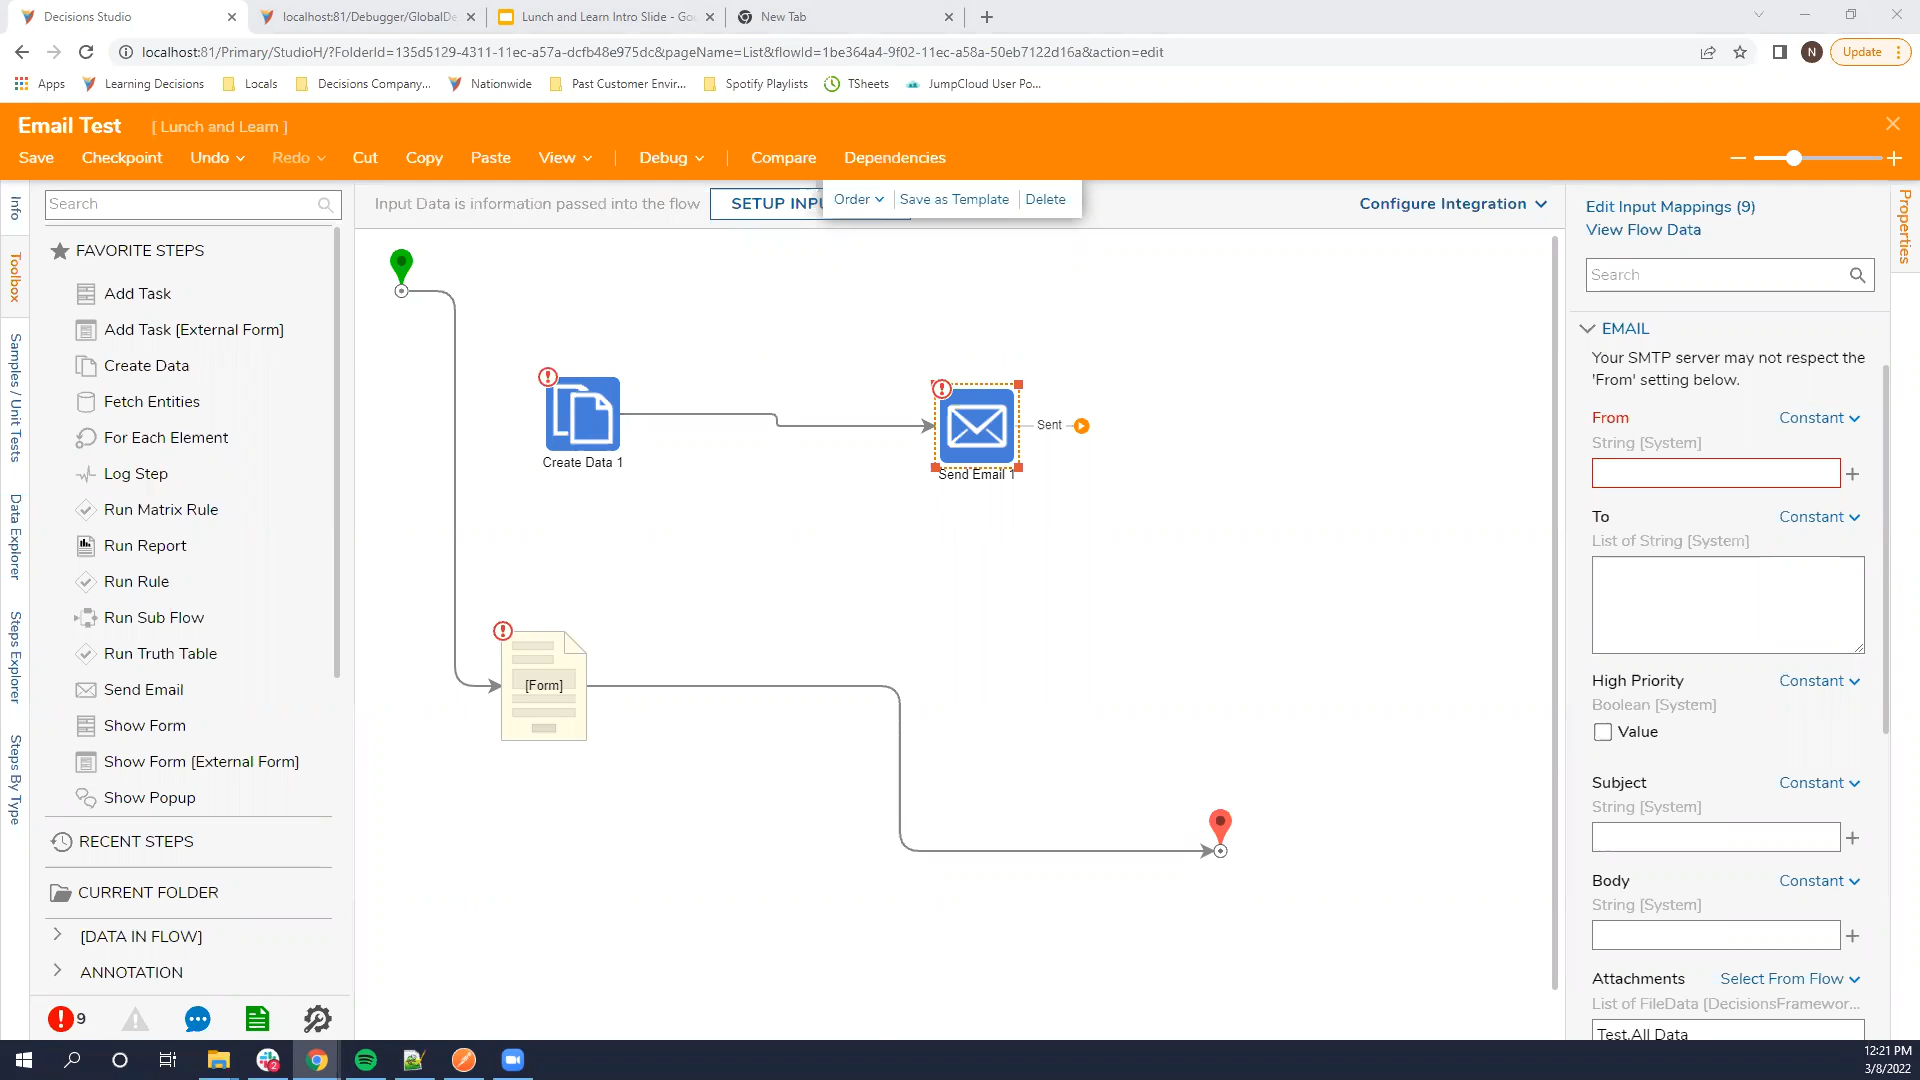 Decisions Studio
localhost:81/Debugger/GlobalDe
Lunch and Learn Intro Slide - Goo
New Tab
localhost:81/Primary/StudioH/?FolderId=135d5129-4311-11ec-a57a-dcfb48e975dc&pageName=List&flowId=1be364a4-9f02-11ec-a58a-50eb7122d16a&action=edit
N
Update
Apps
Learning Decisions
Locals
Decisions Company...
Nationwide
Past Customer Envir...
Spotify Playlists
TSheets
JumpCloud User Po...
Email Test
[ Lunch and Learn ]
Save
Checkpoint
Undo
Redo
Cut
Copy
Paste
View
Debug
Compare
Dependencies
Info
Toolbox
Samples / Unit Tests
Data Explorer
Steps Explorer
Steps By Type
Search
FAVORITE STEPS
Add Task
Add Task [External Form]
Create Data
Fetch Entities
For Each Element
Log Step
Run Matrix Rule
Run Report
Run Rule
Run Sub Flow
Run Truth Table
Send Email
Show Form
Show Form [External Form]
Show Popup
RECENT STEPS
CURRENT FOLDER
[DATA IN FLOW]
ANNOTATION
9
Input Data is information passed into the flow
SETUP INPU
Order
Save as Template
Delete
Configure Integration
Create Data 1
Send Email 1
Sent
[Form]
Properties
Edit Input Mappings (9)
View Flow Data
Search
EMAIL
Your SMTP server may not respect the
'From' setting below.
From
Constant
String [System]
To
Constant
List of String [System]
High Priority
Constant
Boolean [System]
Value
Subject
Constant
String [System]
Body
Constant
String [System]
Attachments
Select From Flow
List of FileData [DecisionsFramewor...
Test.All Data
2
12:21 PM
3/8/2022